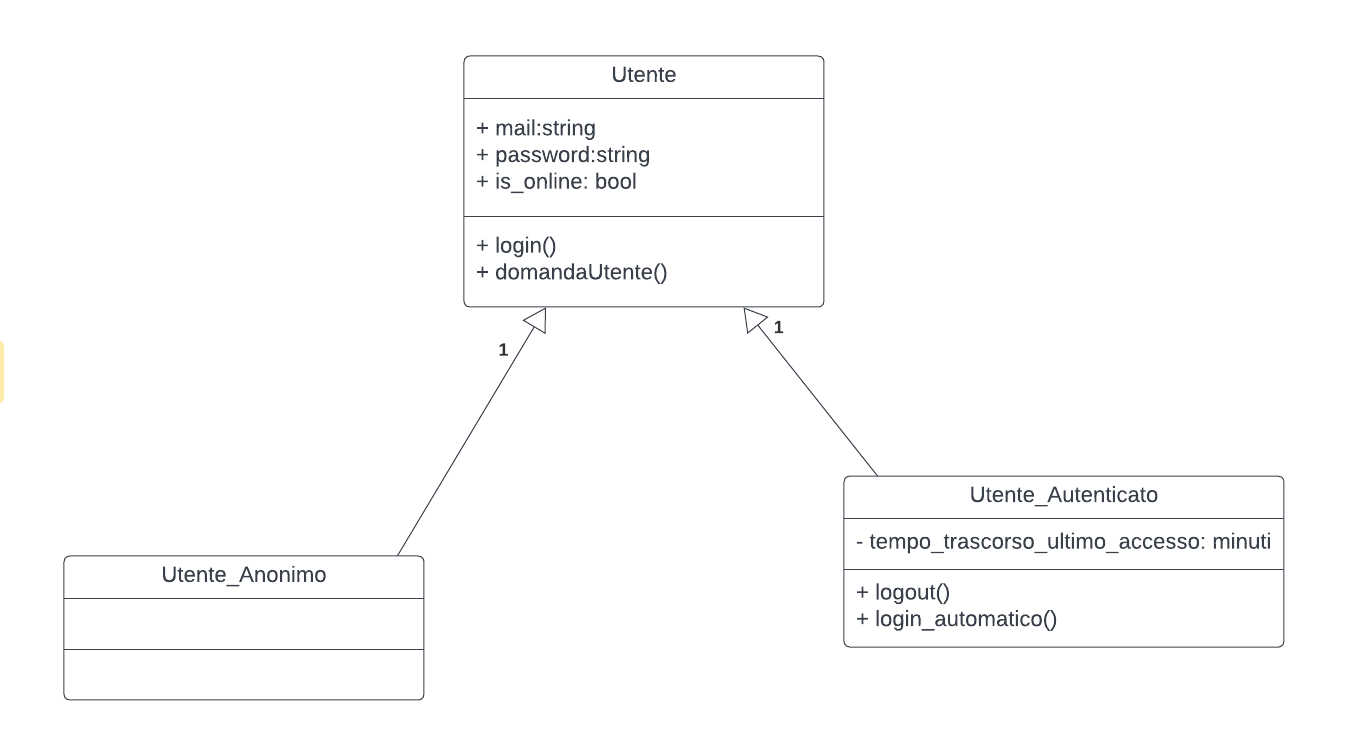 Utente
+ mail:string
+ password:string
+ is_online: bool
+ login()
+ domandaUtente()
1
1
Utente_Anonimo
Utente_Autenticato
- tempo_trascorso_ultimo_accesso: minuti
+ logout()
+ login_automatico()